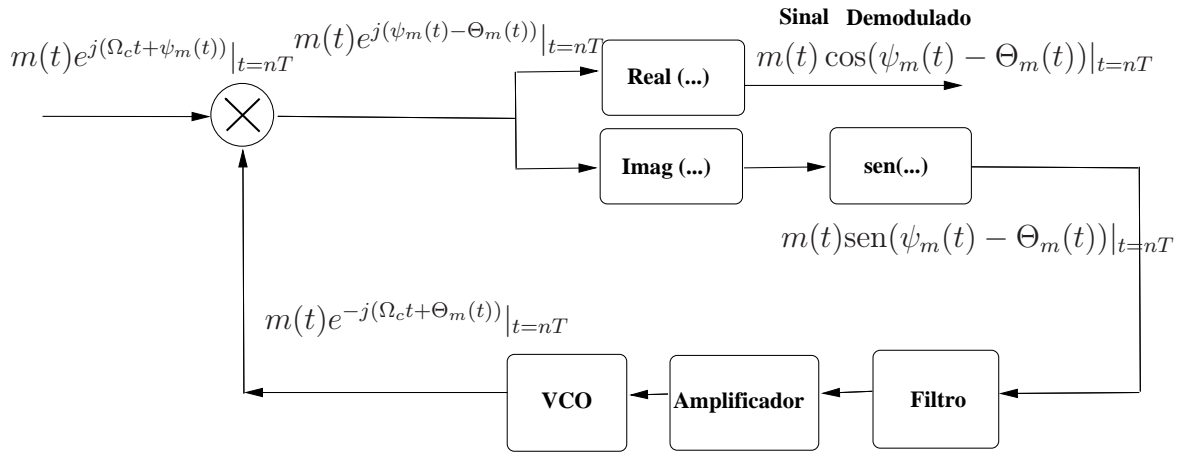 Sinal Demodulado
m(t)e^{j(Ω_c t+ψ_m(t))}|_{t=nT}
m(t)e^{j(ψ_m(t)−Θ_m(t))}|_{t=nT}
Real (...)
m(t) cos(ψ_m(t) − Θ_m(t))|_{t=nT}
Imag (...)
sen(...)
m(t)sen(ψ_m(t) − Θ_m(t))|_{t=nT}
m(t)e^{−j(Ω_c t+Θ_m(t))}|_{t=nT}
VCO
Amplificador
Filtro